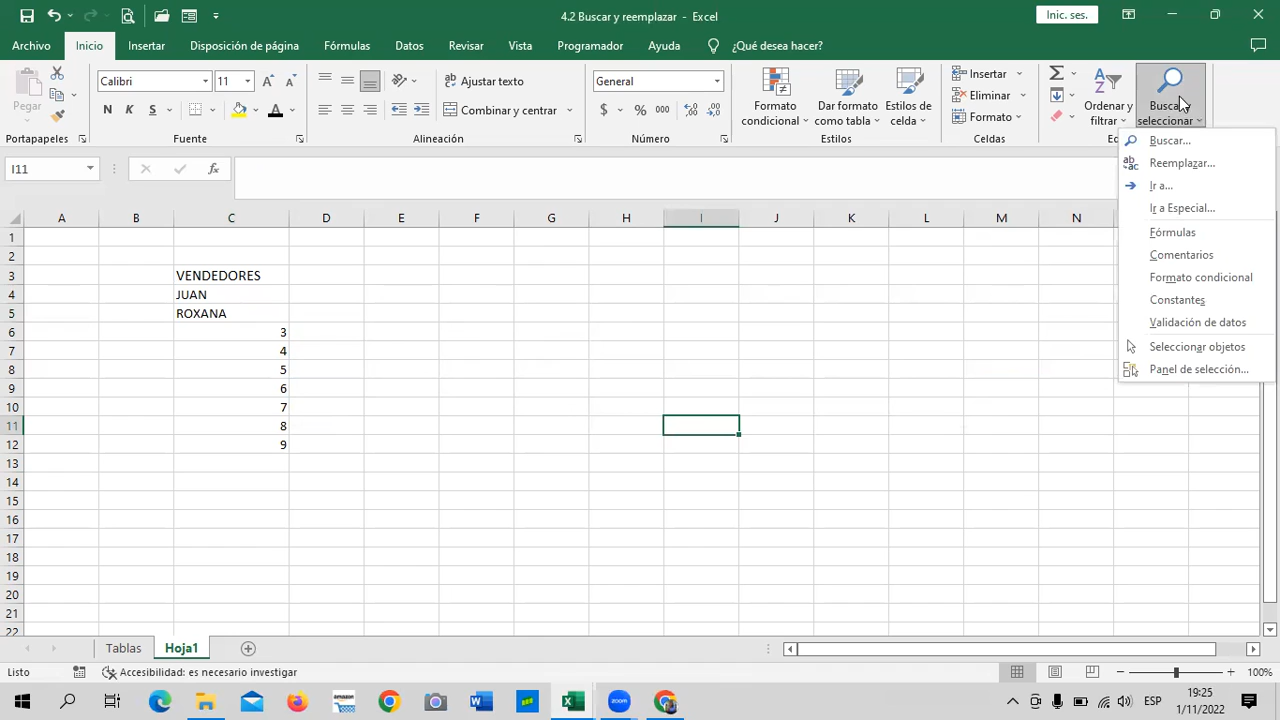 4.2 Buscar y reemplazar - Excel
Inic. ses.
Archivo Inicio Insertar Disposición de página Fórmulas Datos Revisar Vista Programador Ayuda ¿Qué desea hacer?
Pegar
Calibri 11
N K S
Ajustar texto
Combinar y centrar
General
$ % 000
Formato condicional
Dar formato como tabla
Estilos de celda
Insertar
Eliminar
Formato
Ordenar y filtrar
Buscar y seleccionar
Portapapeles Fuente Alineación Número Estilos Celdas
I11
fx
Buscar...
Reemplazar...
Ir a...
Ir a Especial...
Fórmulas
Comentarios
Formato condicional
Constantes
Validación de datos
Seleccionar objetos
Panel de selección...
A B C D E F G H I J K L M N
1
2
3 VENDEDORES
4 JUAN
5 ROXANA
6 3
7 4
8 5
9 6
10 7
11 8
12 9
13
14
15
16
17
18
19
20
21
22
Tablas Hoja1
Listo Accesibilidad: es necesario investigar 100%
ESP 19:25
1/11/2022